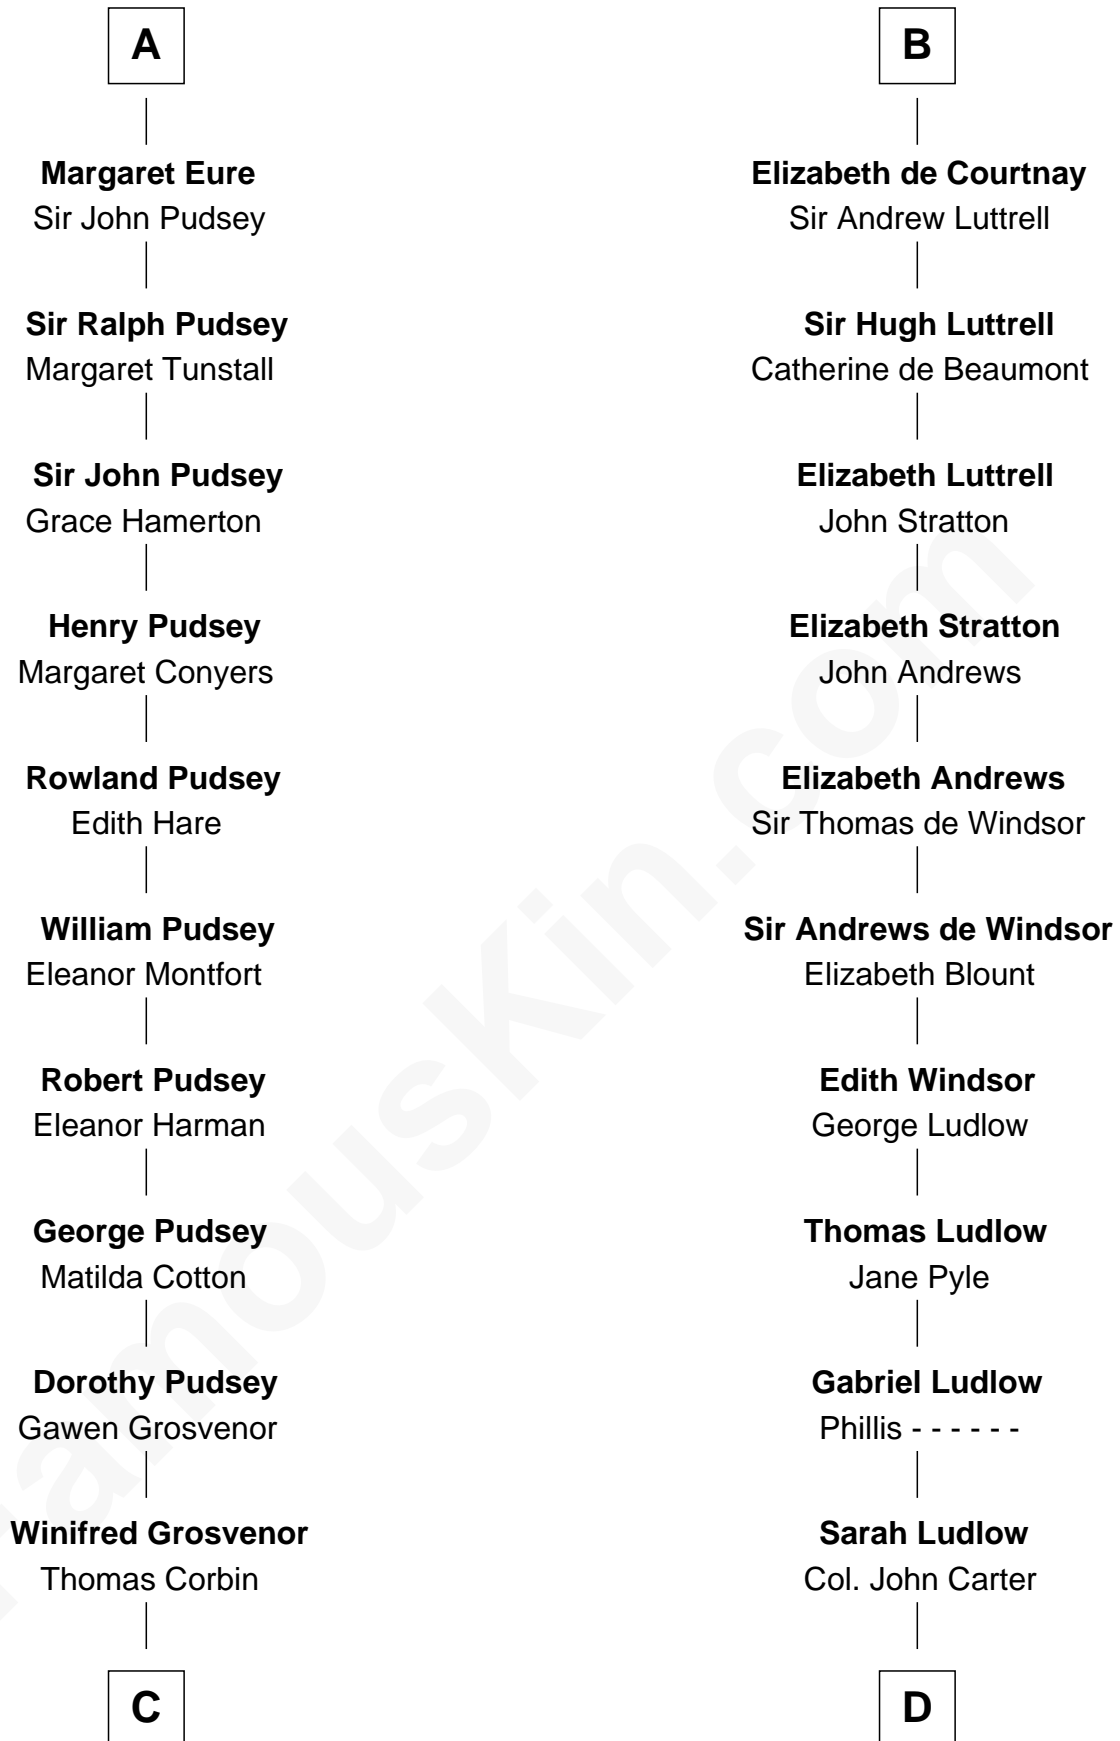 A
Margaret Eure
Sir John Pudsey
Sir Ralph Pudsey
Margaret Tunstall
Sir John Pudsey
Grace Hamerton
Henry Pudsey
Margaret Conyers
Rowland Pudsey
Edith Hare
William Pudsey
Eleanor Montfort
Robert Pudsey
Eleanor Harman
George Pudsey
Matilda Cotton
Dorothy Pudsey
Gawen Grosvenor
Winifred Grosvenor
Thomas Corbin
C
B
Elizabeth de Courtnay
Sir Andrew Luttrell
Sir Hugh Luttrell
Catherine de Beaumont
Elizabeth Luttrell
John Stratton
Elizabeth Stratton
John Andrews
Elizabeth Andrews
Sir Thomas de Windsor
Sir Andrews de Windsor
Elizabeth Blount
Edith Windsor
George Ludlow
Thomas Ludlow
Jane Pyle
Gabriel Ludlow
Phillis - - - - - -
Sarah Ludlow
Col. John Carter
D
FamousKin.com